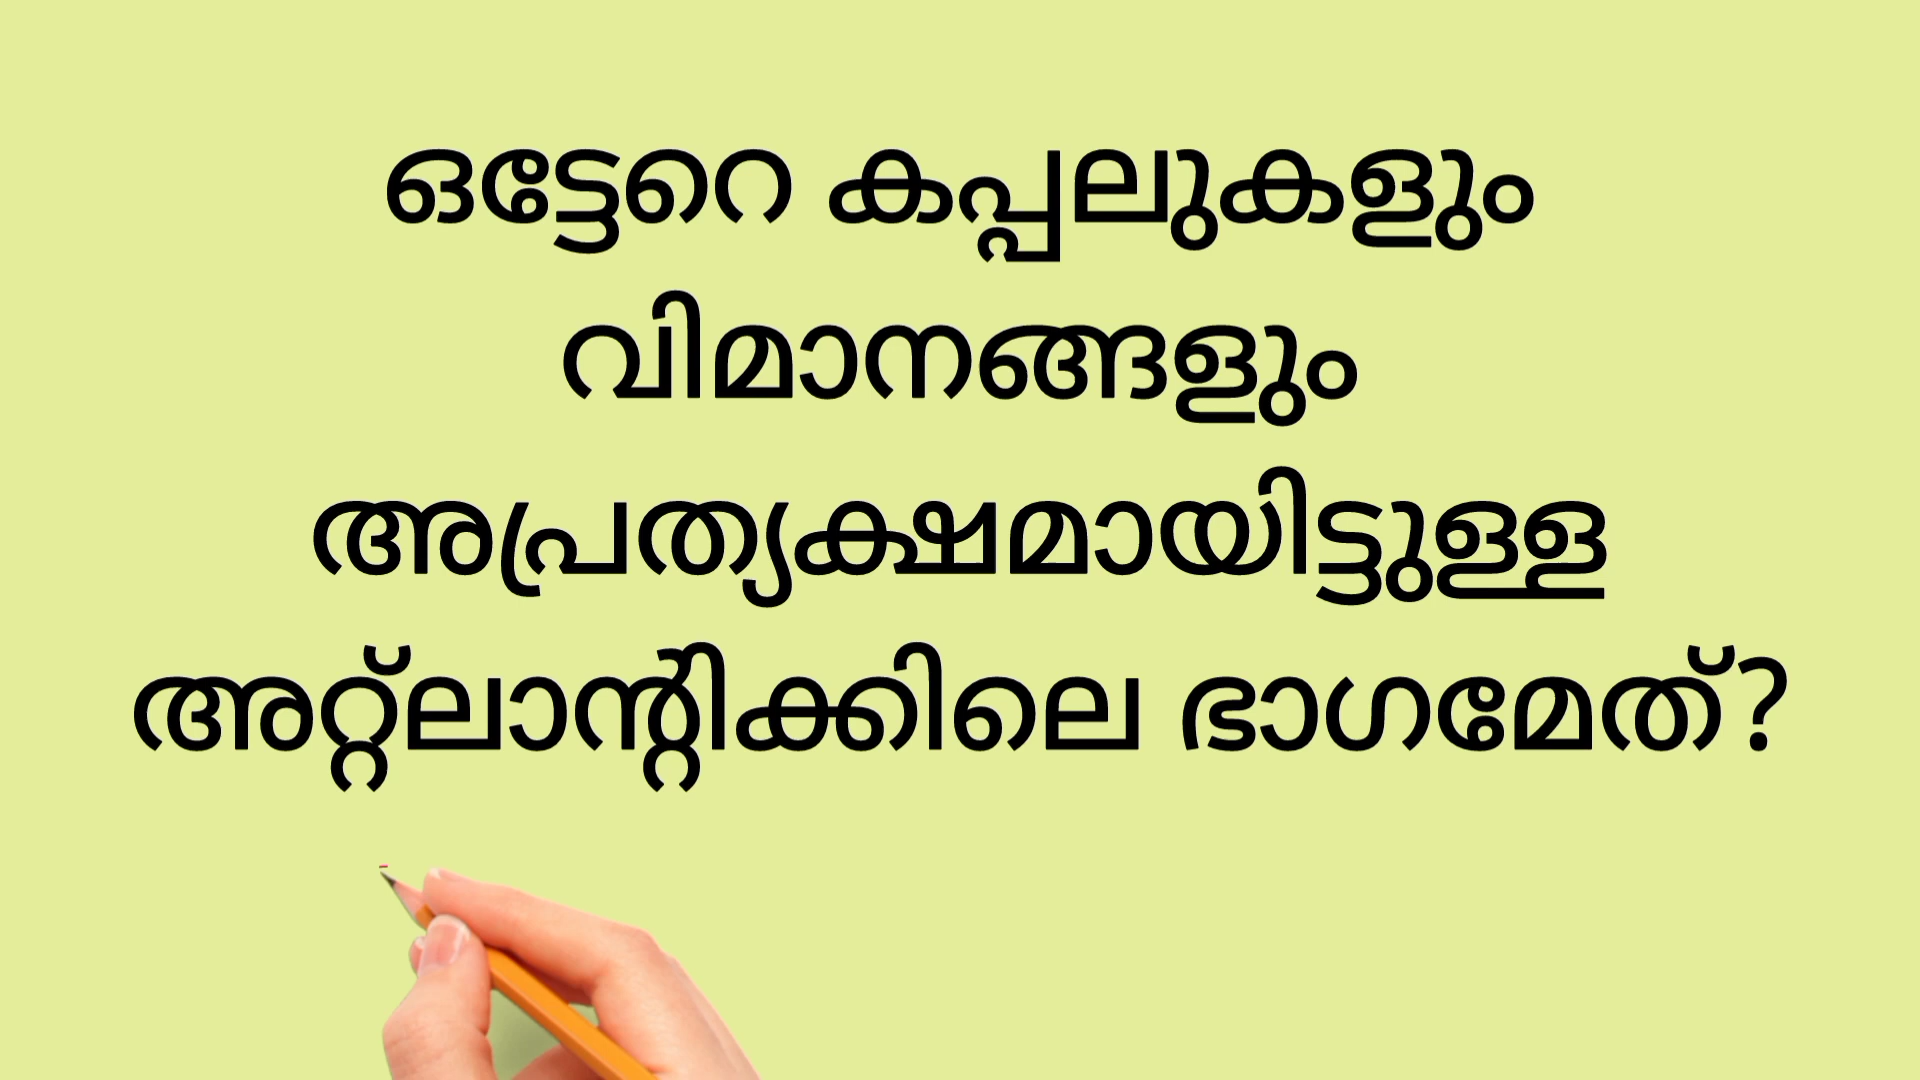 ഒട്ടേറെ കപ്പലുകളും
വിമാനങ്ങളും
അപ്രത്യക്ഷമായിട്ടുള്ള
അറ്റ്ലാന്റിക്കിലെ ഭാഗമേത്?